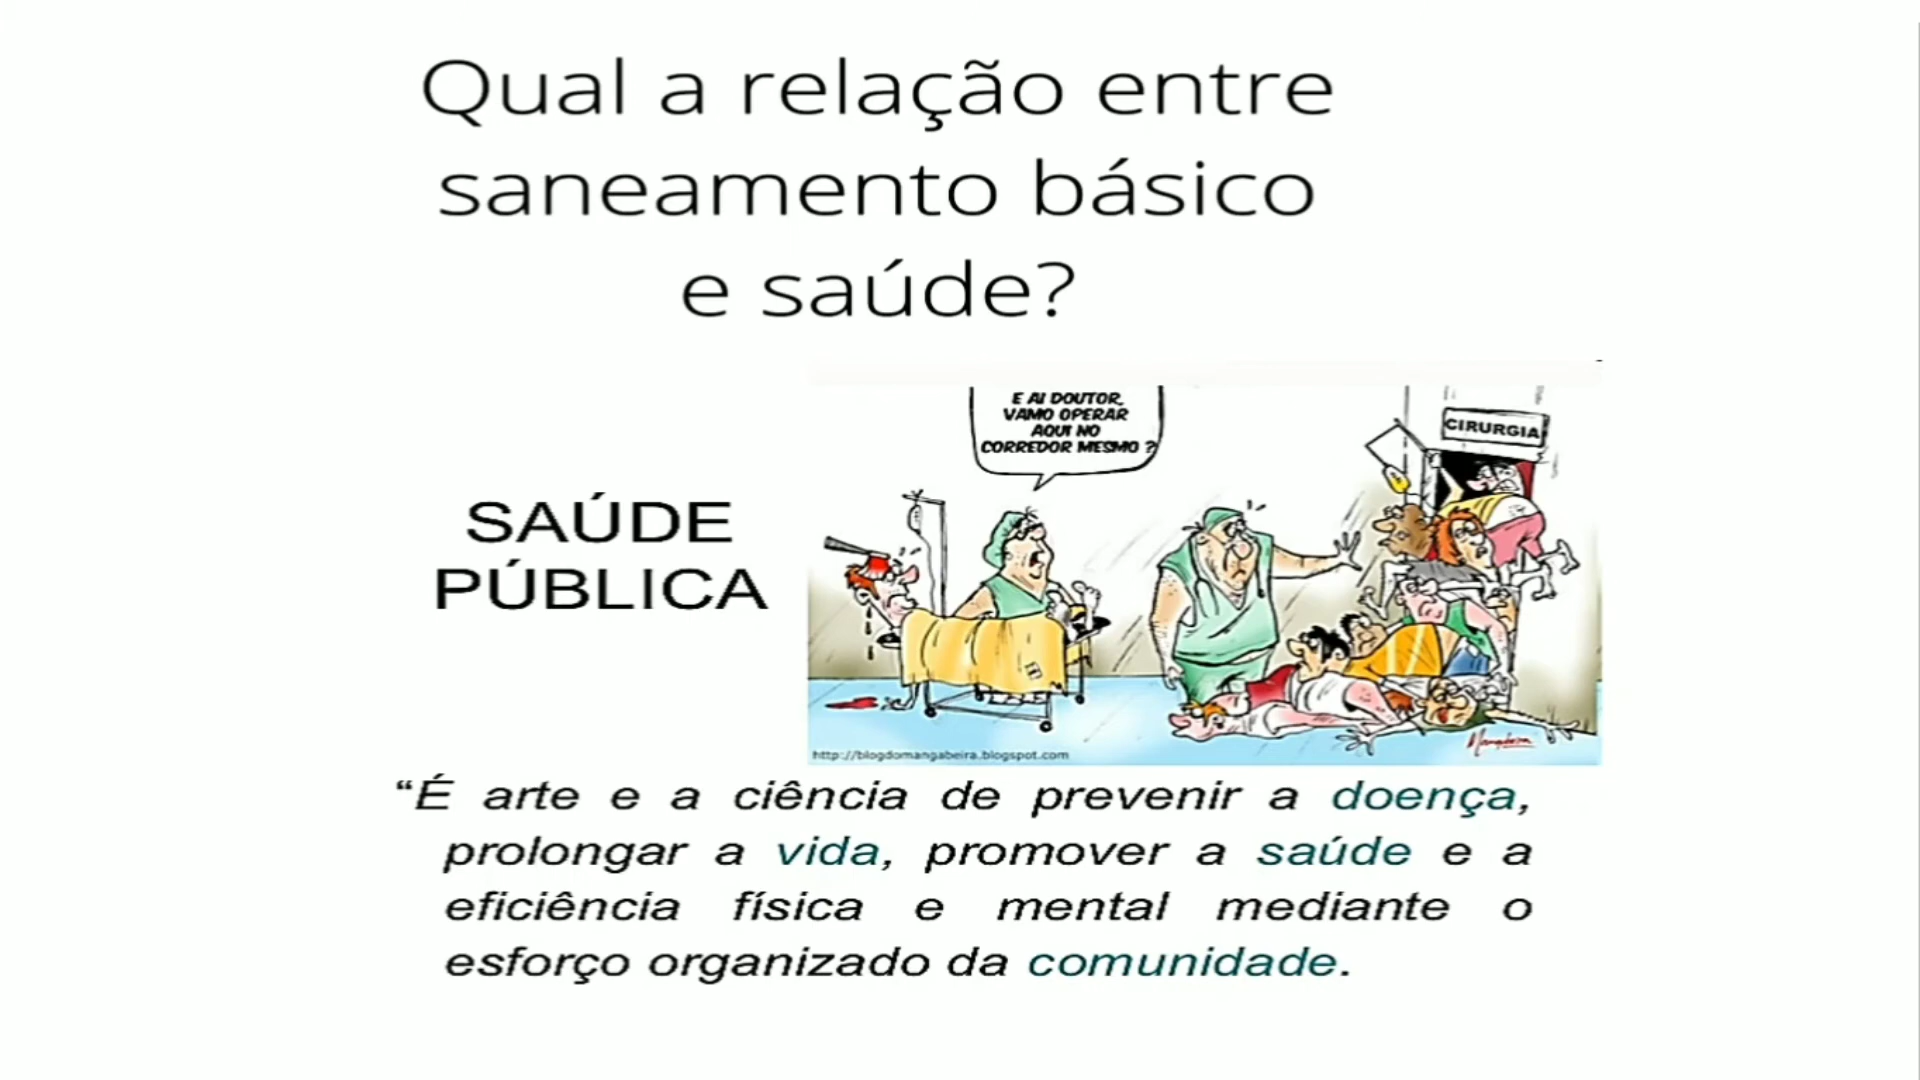 Qual a relação entre
saneamento básico
e saúde?
E AI DOUTOR,
VAMO OPERAR
AQUI NO
CORREDOR MESMO ?
CIRURGIA
SAÚDE
PÚBLICA
http://blogdomangabeira.blogspot.com
Mangabeira
“É arte e a ciência de prevenir a doença,
prolongar a vida, promover a saúde e a
eficiência física e mental mediante o
esforço organizado da comunidade.